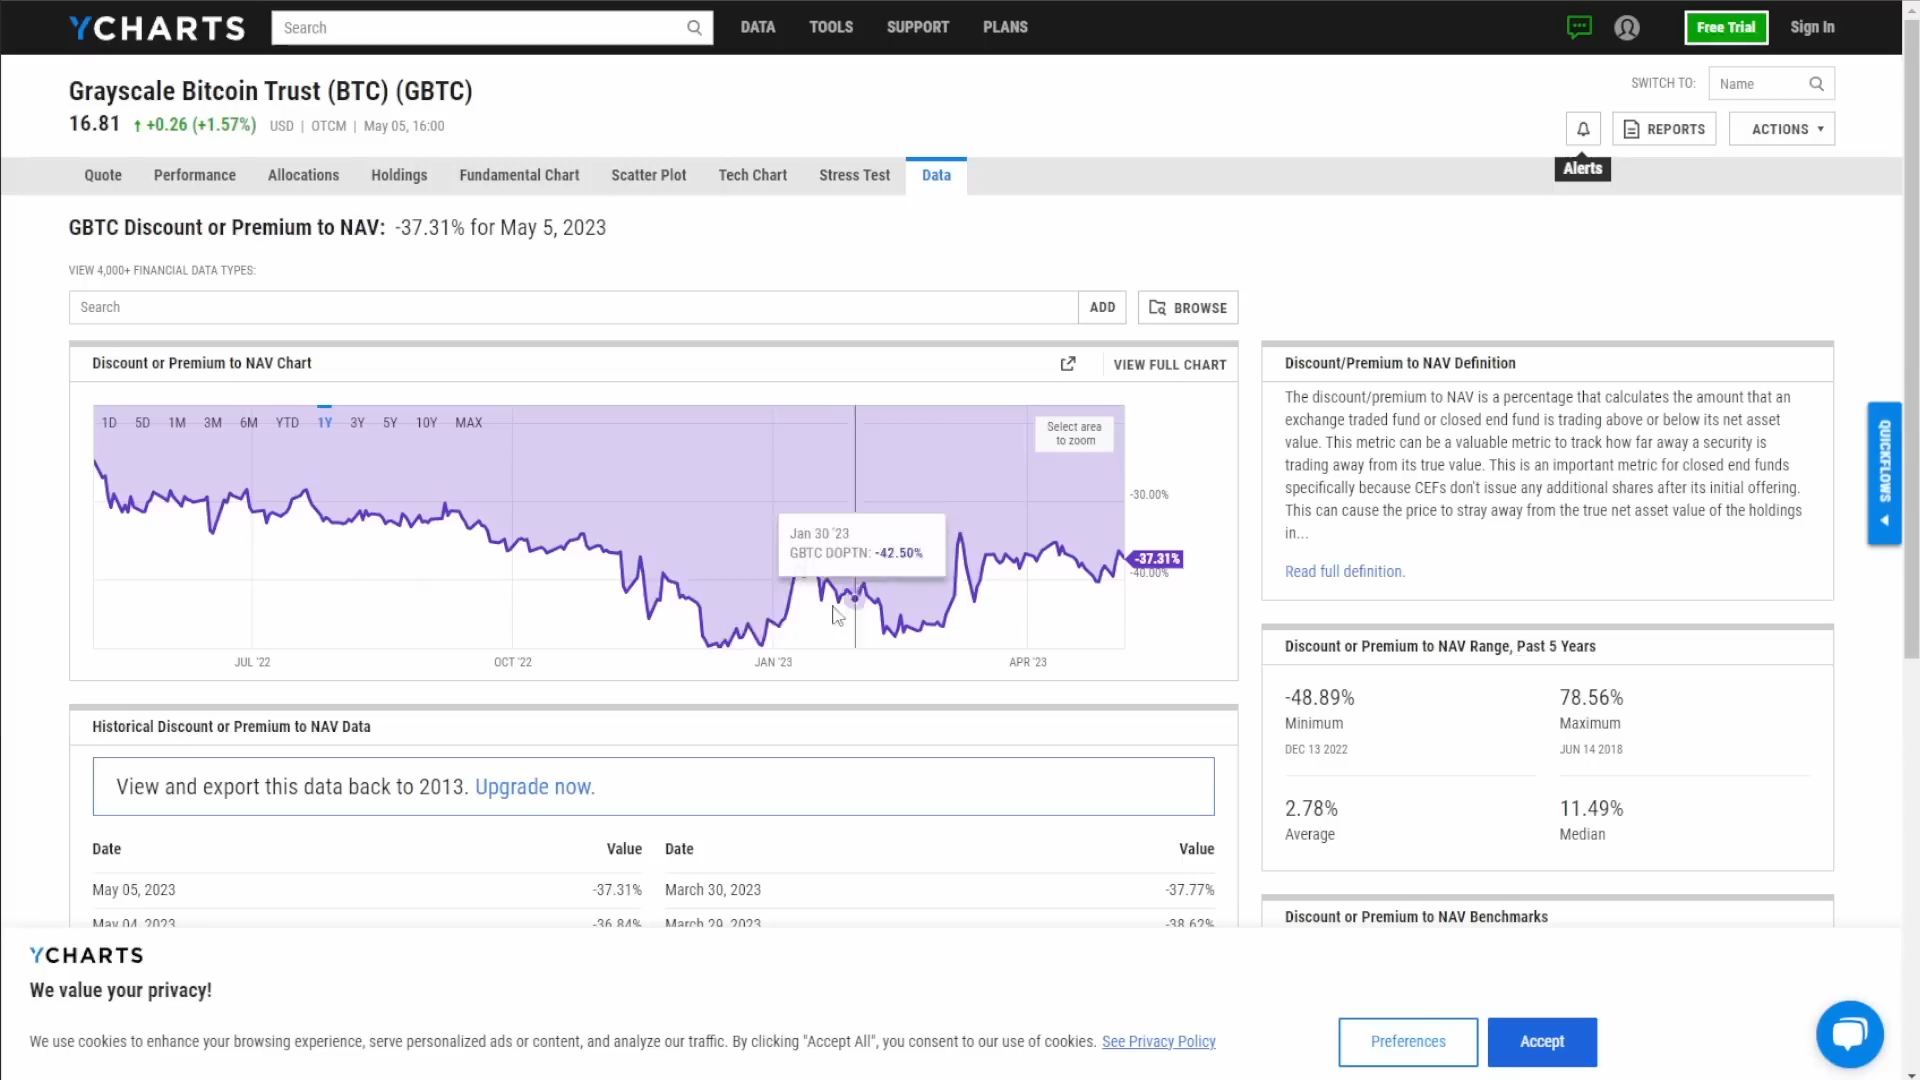 YCHARTS
Search
DATA
TOOLS
SUPPORT
PLANS
Free Trial
Sign In
Grayscale Bitcoin Trust (BTC) (GBTC)
16.81 ↑ +0.26 (+1.57%) USD | OTCM | May 05, 16:00
SWITCH TO:
Name
REPORTS
ACTIONS
Alerts
Quote
Performance
Allocations
Holdings
Fundamental Chart
Scatter Plot
Tech Chart
Stress Test
Data
GBTC Discount or Premium to NAV: -37.31% for May 5, 2023
VIEW 4,000+ FINANCIAL DATA TYPES:
Search
ADD
BROWSE
Discount or Premium to NAV Chart
VIEW FULL CHART
1D 5D 1M 3M 6M YTD 1Y 3Y 5Y 10Y MAX
Select area
to zoom
-30.00%
Jan 30 '23
GBTC DOPTN: -42.50%
-37.31%
-40.00%
JUL '22
OCT '22
JAN '23
APR '23
Discount/Premium to NAV Definition
The discount/premium to NAV is a percentage that calculates the amount that an
exchange traded fund or closed end fund is trading above or below its net asset
value. This metric can be a valuable metric to track how far away a security is
trading away from its true value. This is an important metric for closed end funds
specifically because CEFs don't issue any additional shares after its initial offering.
This can cause the price to stray away from the true net asset value of the holdings
in...
Read full definition.
QUICKFLOWS
Discount or Premium to NAV Range, Past 5 Years
-48.89%
Minimum
DEC 13 2022
78.56%
Maximum
JUN 14 2018
2.78%
Average
11.49%
Median
Historical Discount or Premium to NAV Data
View and export this data back to 2013. Upgrade now.
Date Value Date Value
May 05, 2023 -37.31% March 30, 2023 -37.77%
May 04, 2023 -36.84% March 29, 2023 -38.62%
Discount or Premium to NAV Benchmarks
YCHARTS
We value your privacy!
We use cookies to enhance your browsing experience, serve personalized ads or content, and analyze our traffic. By clicking "Accept All", you consent to our use of cookies. See Privacy Policy
Preferences
Accept